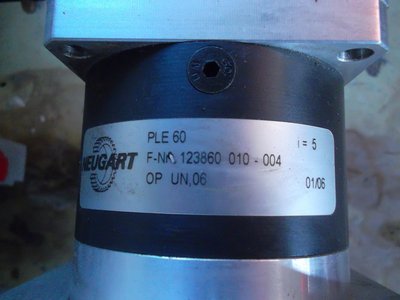 PLE 60 i = 5
NEUGART F-NR. 123860 010 - 004
OP UN,06 01/06